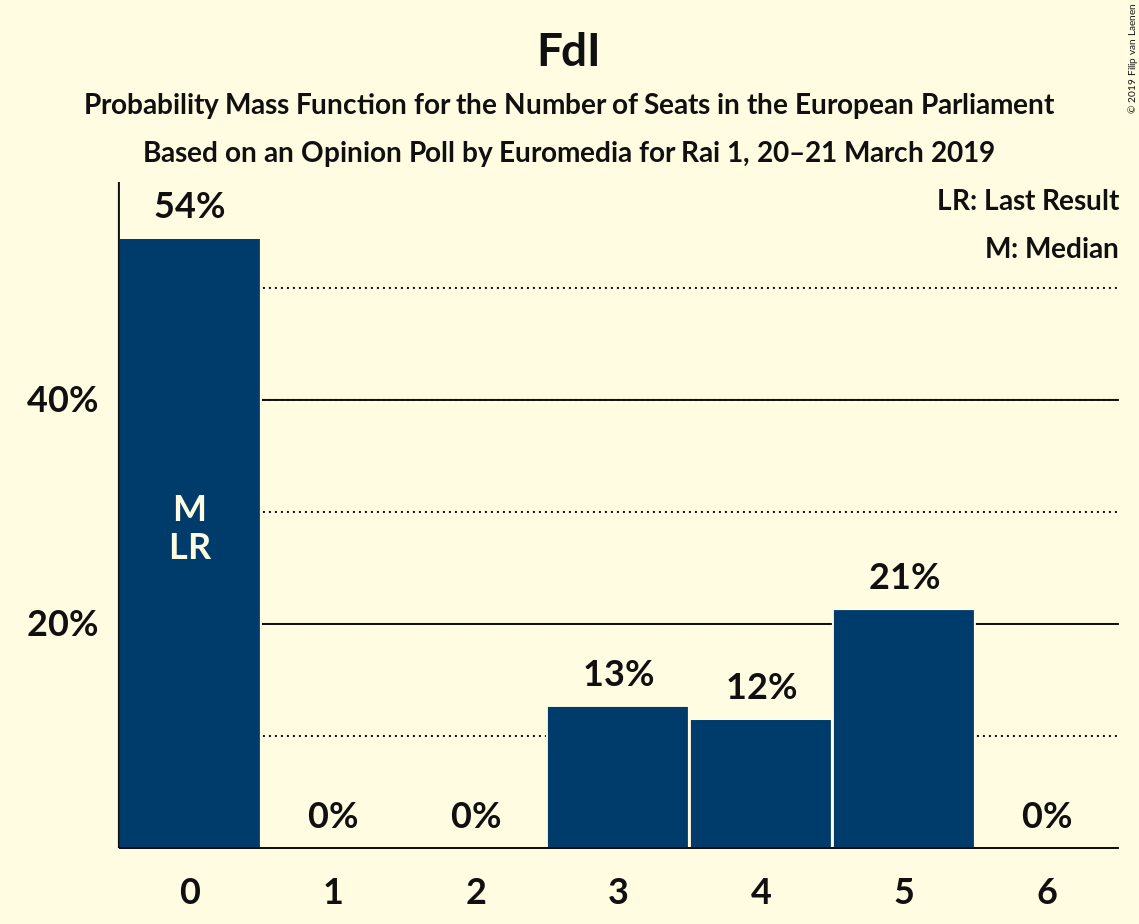 FdI
Probability Mass Function for the Number of Seats in the European Parliament
Based on an Opinion Poll by Euromedia for Rai 1, 20–21 March 2019
© 2019 Filip van Laenen
LR: Last Result
M: Median
54%
40%
M
LR
20%
0%
0%
13%
12%
21%
0%
0
1
2
3
4
5
6